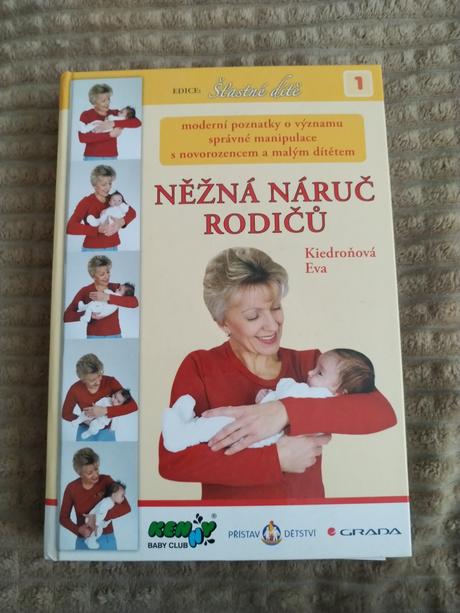 EDICE: Šťastné dítě
1
moderní poznatky o významu
správné manipulace
s novorozencem a malým dítětem
NĚŽNÁ NÁRUČ
RODIČŮ
Kiedroňová
Eva
KENNY ®
BABY CLUB
PŘÍSTAV DĚTSTVÍ
GRADA